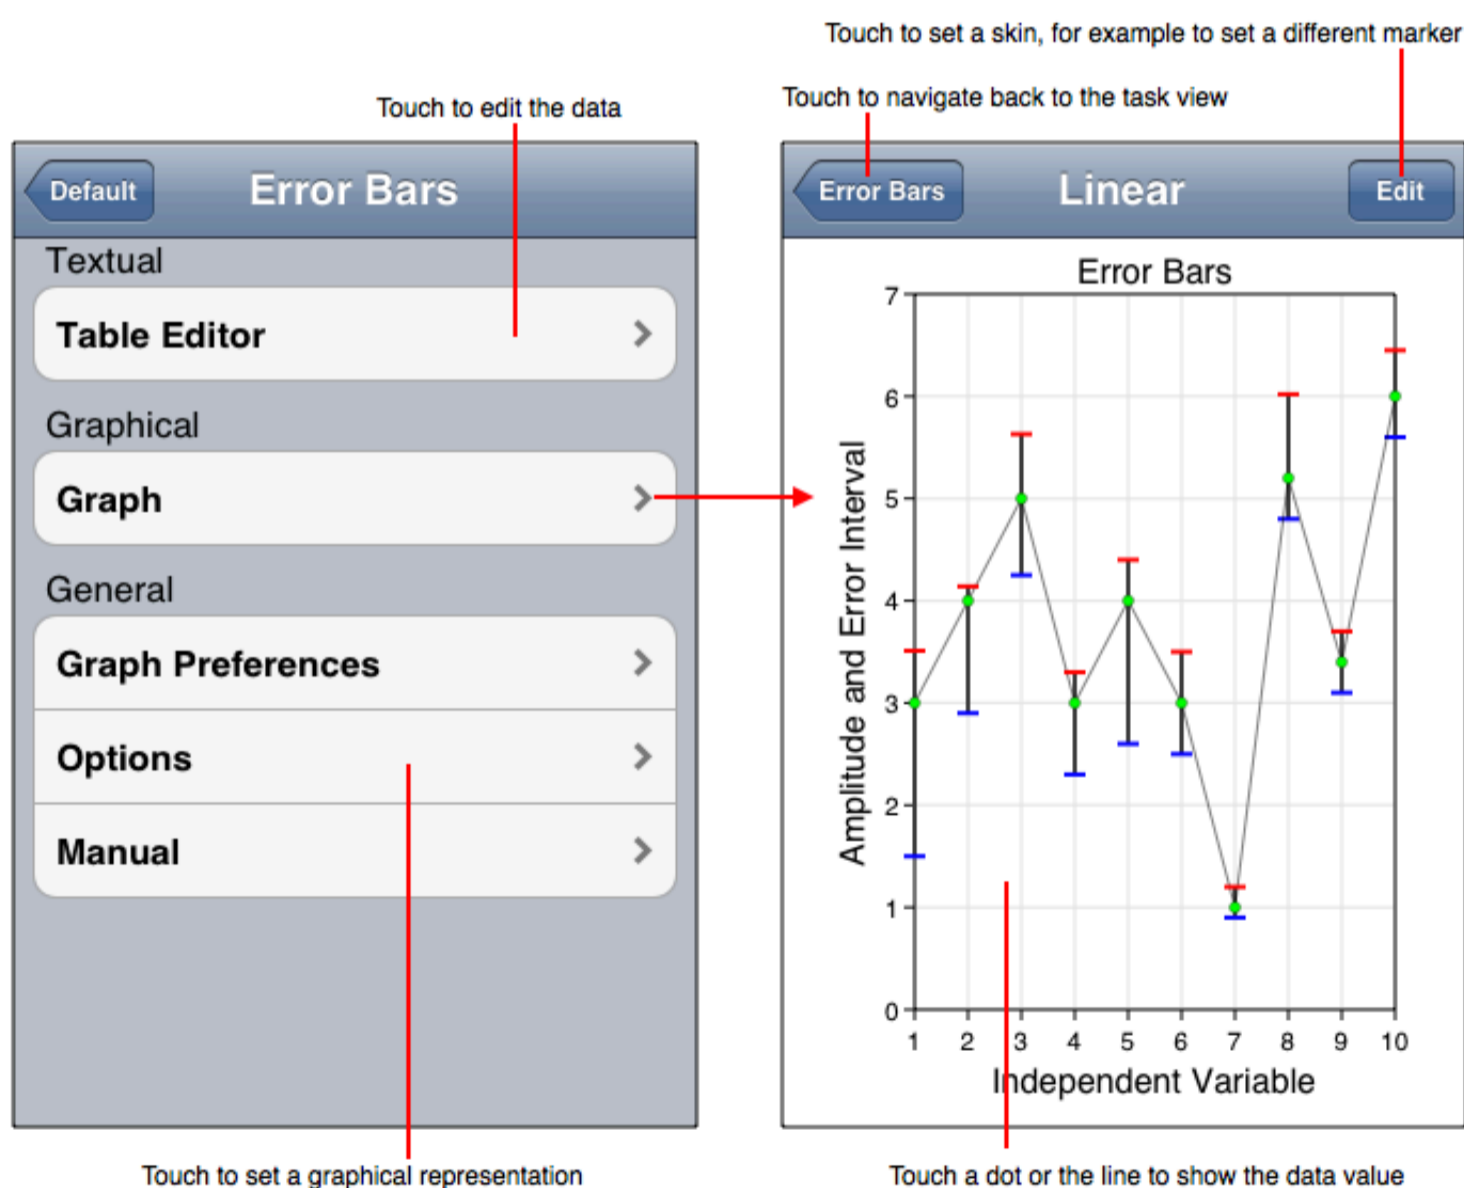 Touch to set a skin, for example to set a different marker
Touch to navigate back to the task view
Touch to edit the data
Default
Error Bars
Textual
Table Editor
Graphical
Graph
General
Graph Preferences
Options
Manual
Touch to set a graphical representation
Error Bars
Linear
Edit
Error Bars
7
6
5
4
3
2
1
0
Amplitude and Error Interval
1 2 3 4 5 6 7 8 9 10
Independent Variable
Touch a dot or the line to show the data value